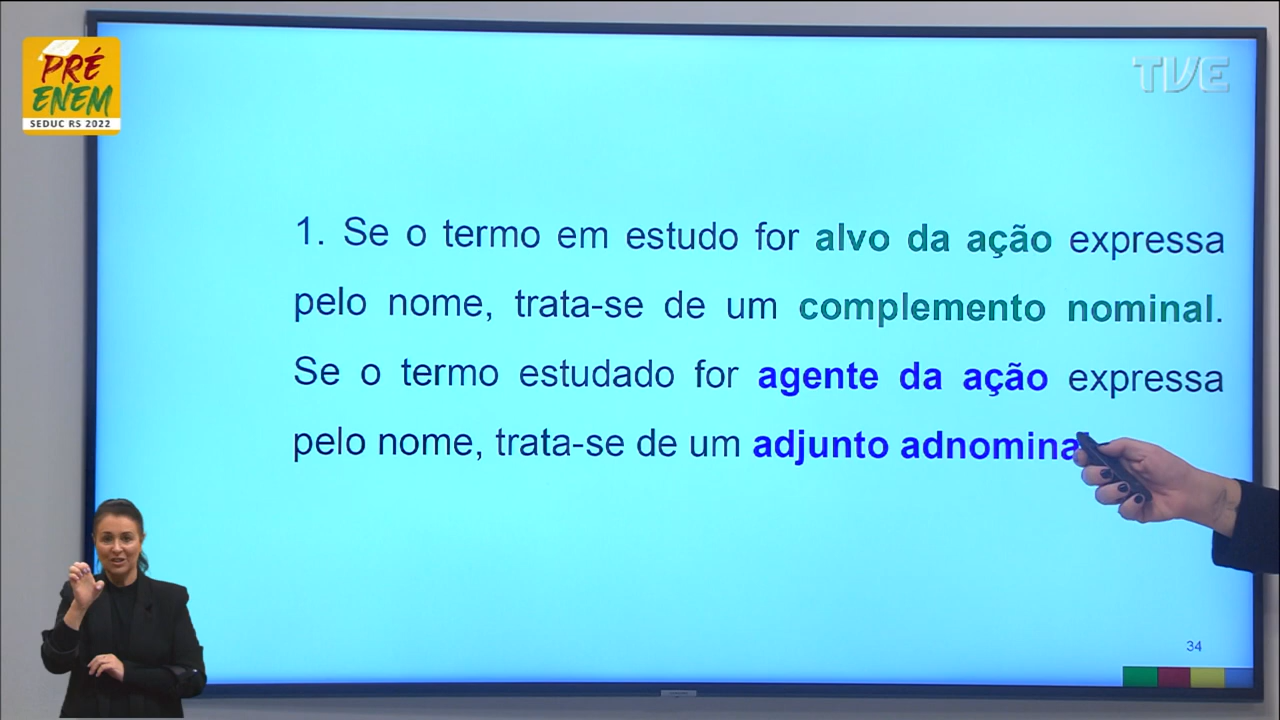 PRÉ
ENEM
SEDUC RS 2022
TVE
1. Se o termo em estudo for alvo da ação expressa
pelo nome, trata-se de um complemento nominal.
Se o termo estudado for agente da ação expressa
pelo nome, trata-se de um adjunto adnominal
34